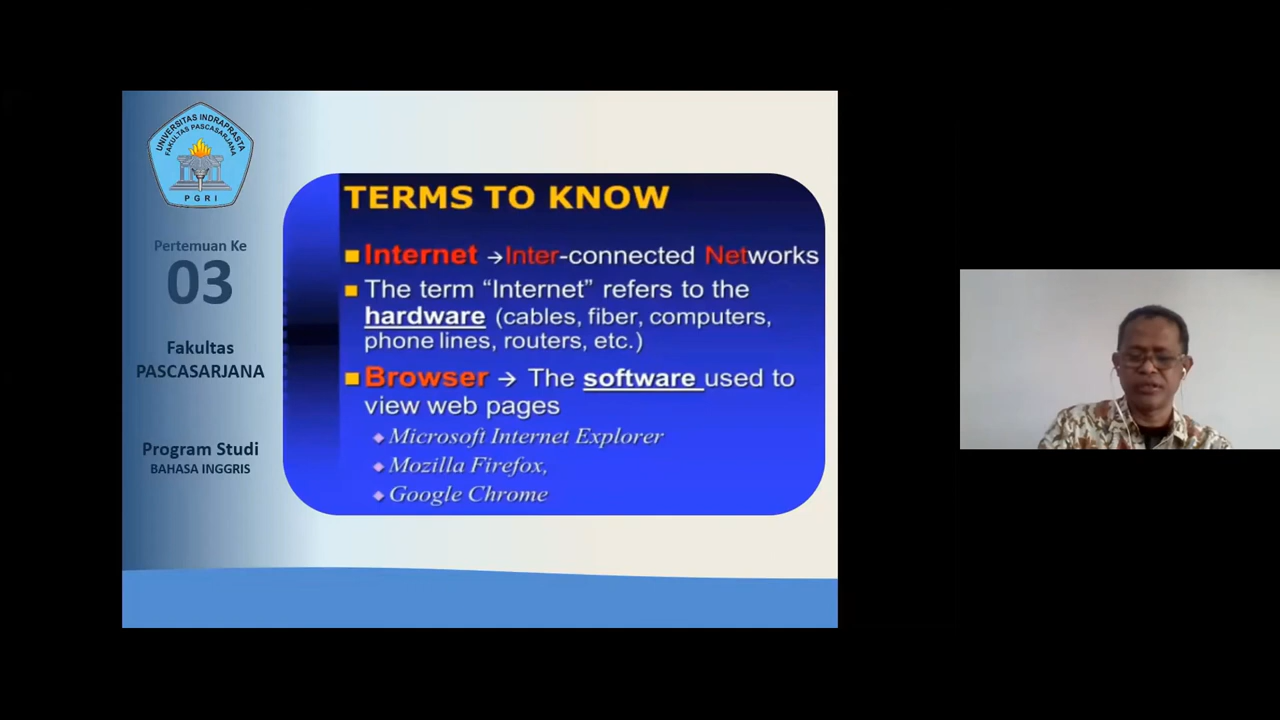 UNIVERSITAS INDRAPRASTA
FAKULTAS PASCASARJANA
PGRI
Pertemuan Ke
03
Fakultas
PASCASARJANA
Program Studi
BAHASA INGGRIS
TERMS TO KNOW
Internet →Inter-connected Networks
The term “Internet” refers to the
hardware (cables, fiber, computers,
phone lines, routers, etc.)
Browser → The software used to
view web pages
Microsoft Internet Explorer
Mozilla Firefox,
Google Chrome